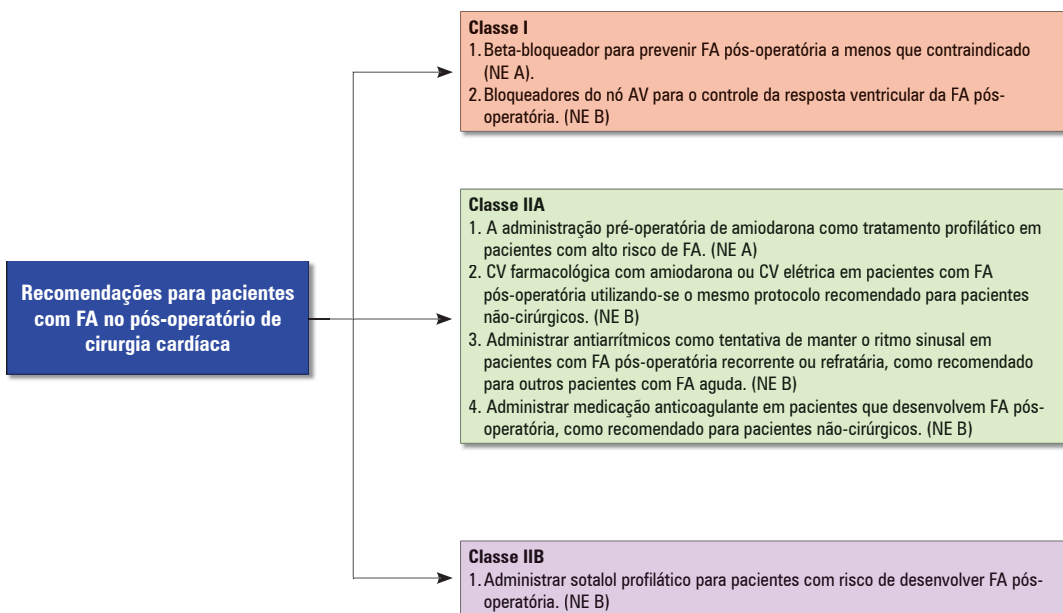 Recomendações para pacientes
com FA no pós-operatório de
cirurgia cardíaca
Classe I
1. Beta-bloqueador para prevenir FA pós-operatória a menos que contraindicado
(NE A).
2. Bloqueadores do nó AV para o controle da resposta ventricular da FA pós-
operatória. (NE B)
Classe IIA
1. A administração pré-operatória de amiodarona como tratamento profilático em
pacientes com alto risco de FA. (NE A)
2. CV farmacológica com amiodarona ou CV elétrica em pacientes com FA
pós-operatória utilizando-se o mesmo protocolo recomendado para pacientes
não-cirúrgicos. (NE B)
3. Administrar antiarrítmicos como tentativa de manter o ritmo sinusal em
pacientes com FA pós-operatória recorrente ou refratária, como recomendado
para outros pacientes com FA aguda. (NE B)
4. Administrar medicação anticoagulante em pacientes que desenvolvem FA pós-
operatória, como recomendado para pacientes não-cirúrgicos. (NE B)
Classe IIB
1. Administrar sotalol profilático para pacientes com risco de desenvolver FA pós-
operatória. (NE B)